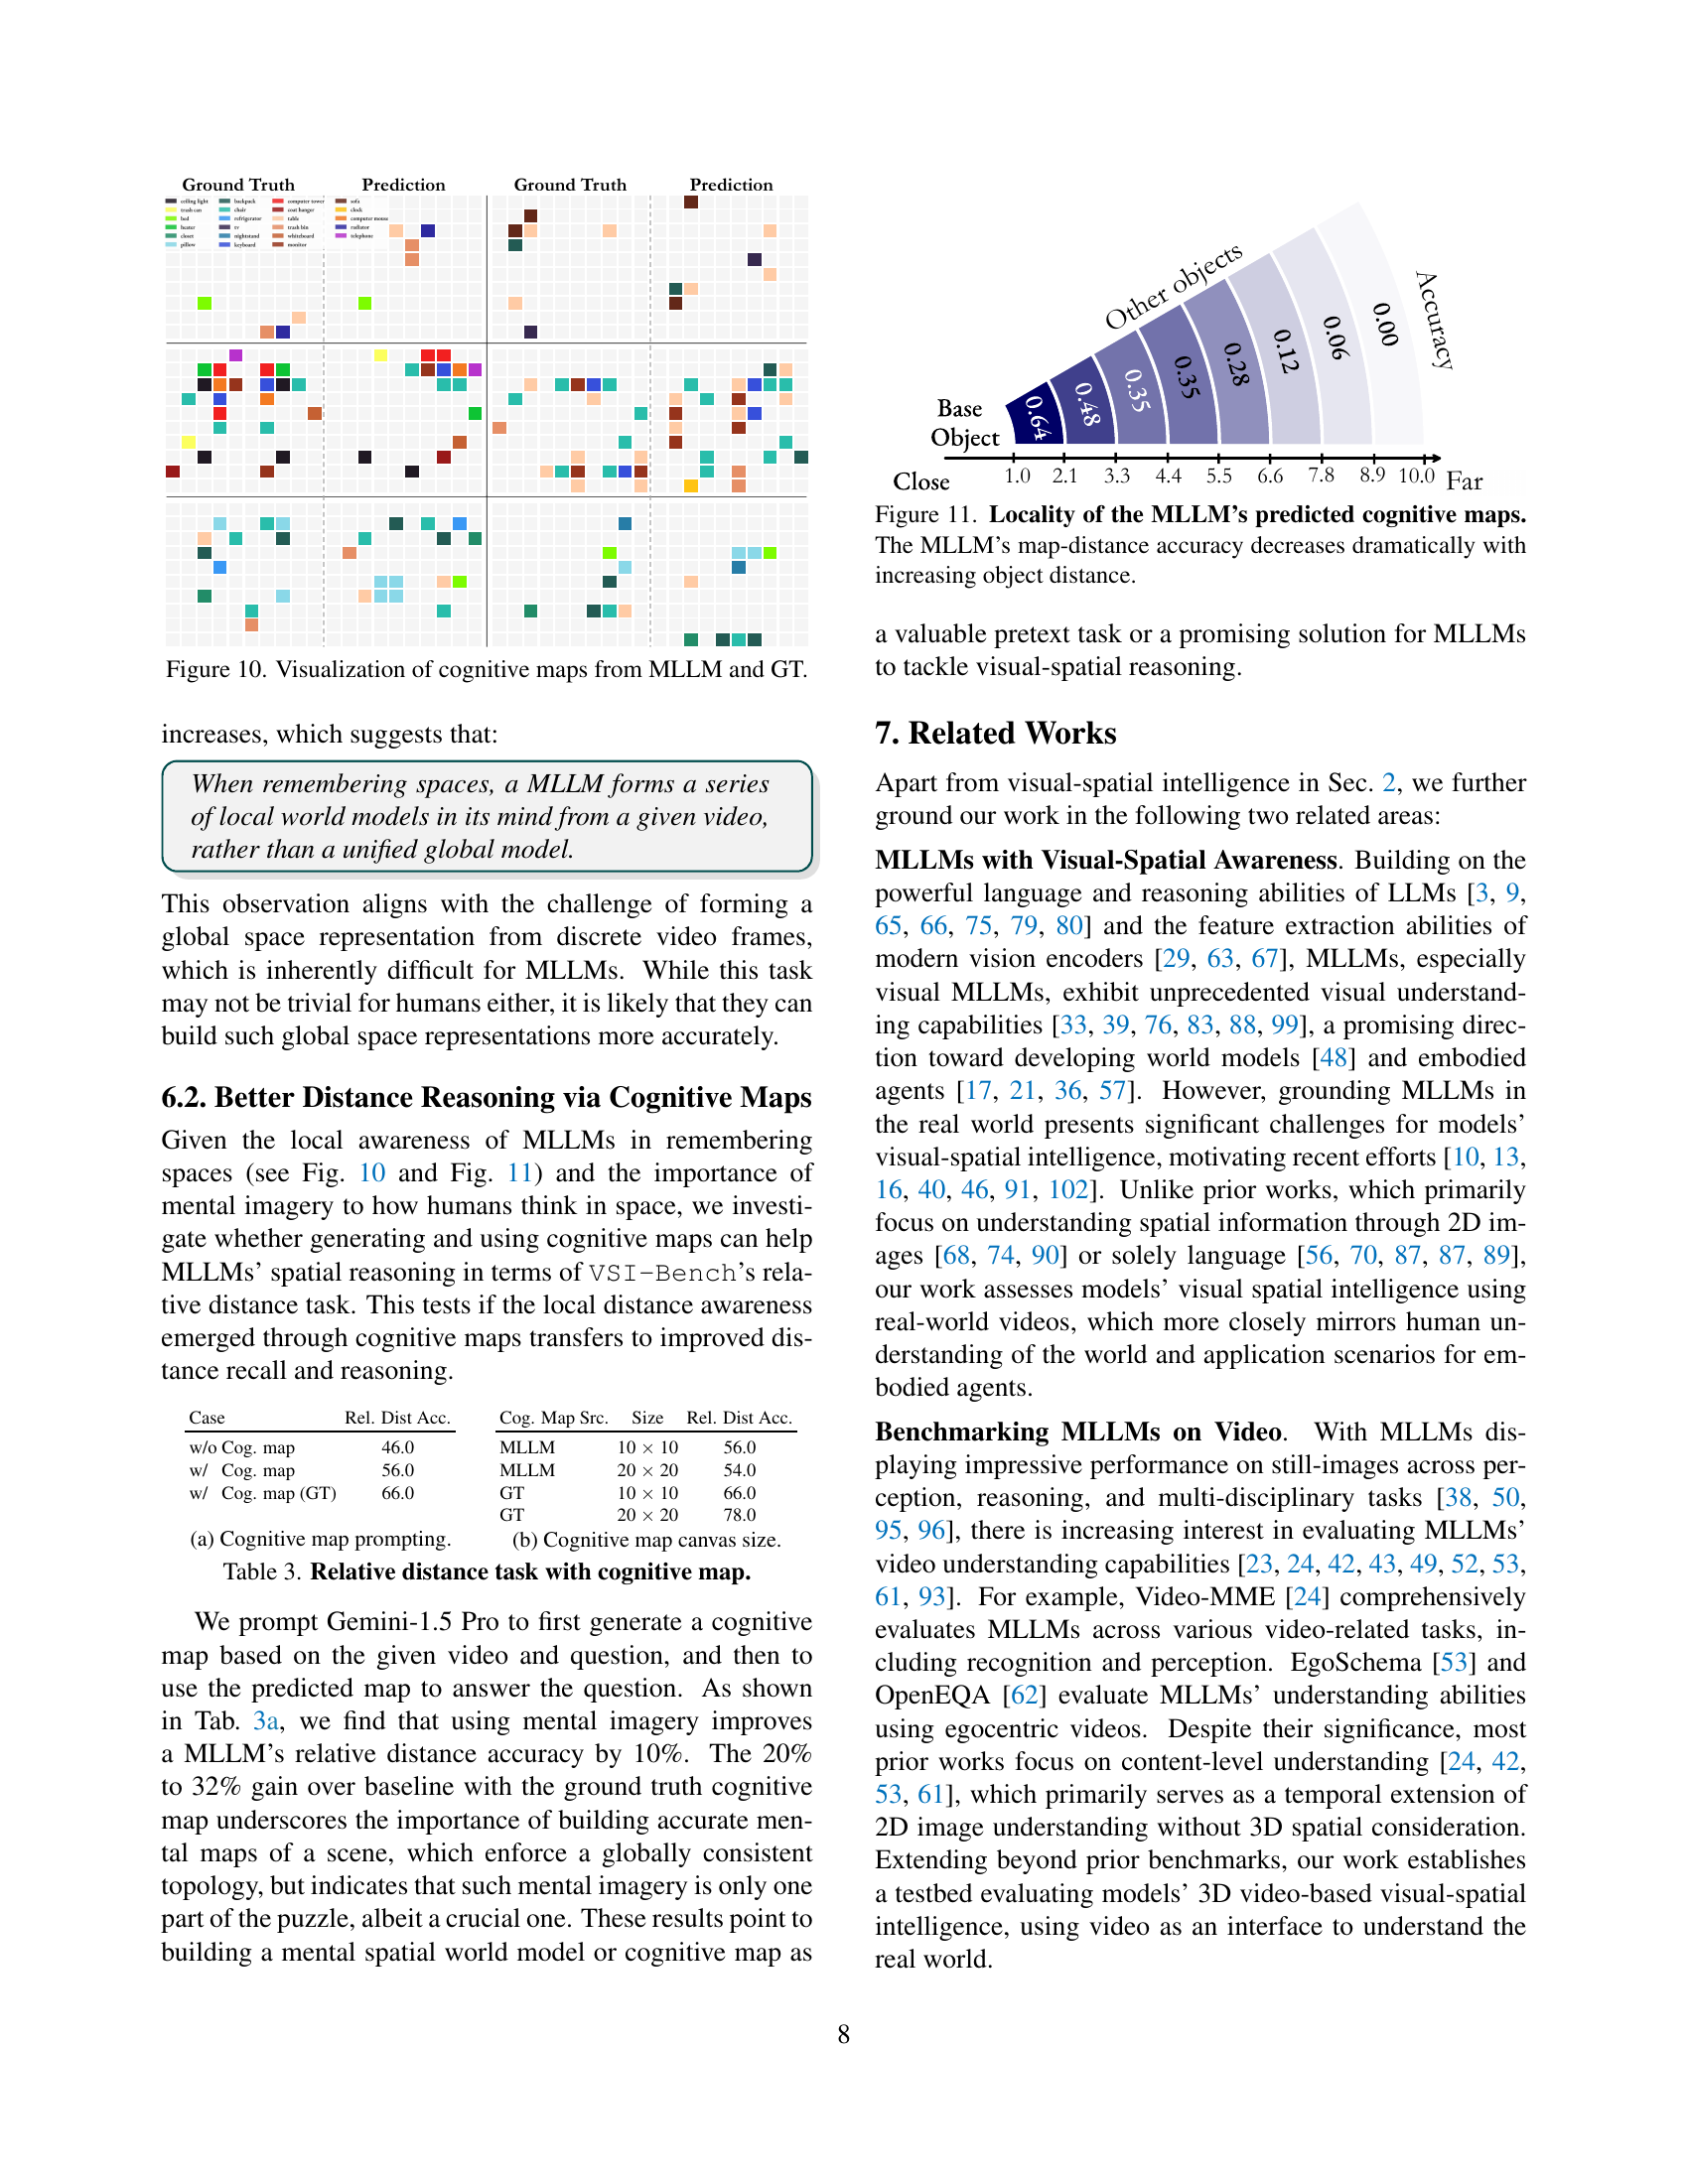 Ground Truth Prediction Ground Truth Prediction
ceiling light backpack computer tower sofa
trash can chair coat hanger clock
bed refrigerator table computer mouse
heater tv trash bin radiator
closet nightstand whiteboard telephone
pillow keyboard monitor
Figure 10. Visualization of cognitive maps from MLLM and GT.
increases, which suggests that:
When remembering spaces, a MLLM forms a series
of local world models in its mind from a given video,
rather than a unified global model.
This observation aligns with the challenge of forming a
global space representation from discrete video frames,
which is inherently difficult for MLLMs. While this task
may not be trivial for humans either, it is likely that they can
build such global space representations more accurately.
6.2. Better Distance Reasoning via Cognitive Maps
Given the local awareness of MLLMs in remembering
spaces (see Fig. 10 and Fig. 11) and the importance of
mental imagery to how humans think in space, we investi-
gate whether generating and using cognitive maps can help
MLLMs' spatial reasoning in terms of VSI-Bench's rela-
tive distance task. This tests if the local distance awareness
emerged through cognitive maps transfers to improved dis-
tance recall and reasoning.
Case Rel. Dist Acc.
w/o Cog. map 46.0
w/ Cog. map 56.0
w/ Cog. map (GT) 66.0
(a) Cognitive map prompting.
Cog. Map Src. Size Rel. Dist Acc.
MLLM 10 × 10 56.0
MLLM 20 × 20 54.0
GT 10 × 10 66.0
GT 20 × 20 78.0
(b) Cognitive map canvas size.
Table 3. Relative distance task with cognitive map.
We prompt Gemini-1.5 Pro to first generate a cognitive
map based on the given video and question, and then to
use the predicted map to answer the question. As shown
in Tab. 3a, we find that using mental imagery improves
a MLLM's relative distance accuracy by 10%. The 20%
to 32% gain over baseline with the ground truth cognitive
map underscores the importance of building accurate men-
tal maps of a scene, which enforce a globally consistent
topology, but indicates that such mental imagery is only one
part of the puzzle, albeit a crucial one. These results point to
building a mental spatial world model or cognitive map as
Other objects
Accuracy
0.64 0.48 0.35 0.35 0.28 0.12 0.06 0.00
Base
Object
1.0 2.1 3.3 4.4 5.5 6.6 7.8 8.9 10.0
Close Far
Figure 11. Locality of the MLLM's predicted cognitive maps.
The MLLM's map-distance accuracy decreases dramatically with
increasing object distance.
a valuable pretext task or a promising solution for MLLMs
to tackle visual-spatial reasoning.
7. Related Works
Apart from visual-spatial intelligence in Sec. 2, we further
ground our work in the following two related areas:
MLLMs with Visual-Spatial Awareness. Building on the
powerful language and reasoning abilities of LLMs [3, 9,
65, 66, 75, 79, 80] and the feature extraction abilities of
modern vision encoders [29, 63, 67], MLLMs, especially
visual MLLMs, exhibit unprecedented visual understand-
ing capabilities [33, 39, 76, 83, 88, 99], a promising direc-
tion toward developing world models [48] and embodied
agents [17, 21, 36, 57]. However, grounding MLLMs in
the real world presents significant challenges for models'
visual-spatial intelligence, motivating recent efforts [10, 13,
16, 40, 46, 91, 102]. Unlike prior works, which primarily
focus on understanding spatial information through 2D im-
ages [68, 74, 90] or solely language [56, 70, 87, 87, 89],
our work assesses models' visual spatial intelligence using
real-world videos, which more closely mirrors human un-
derstanding of the world and application scenarios for em-
bodied agents.
Benchmarking MLLMs on Video. With MLLMs dis-
playing impressive performance on still-images across per-
ception, reasoning, and multi-disciplinary tasks [38, 50,
95, 96], there is increasing interest in evaluating MLLMs'
video understanding capabilities [23, 24, 42, 43, 49, 52, 53,
61, 93]. For example, Video-MME [24] comprehensively
evaluates MLLMs across various video-related tasks, in-
cluding recognition and perception. EgoSchema [53] and
OpenEQA [62] evaluate MLLMs' understanding abilities
using egocentric videos. Despite their significance, most
prior works focus on content-level understanding [24, 42,
53, 61], which primarily serves as a temporal extension of
2D image understanding without 3D spatial consideration.
Extending beyond prior benchmarks, our work establishes
a testbed evaluating models' 3D video-based visual-spatial
intelligence, using video as an interface to understand the
real world.
8